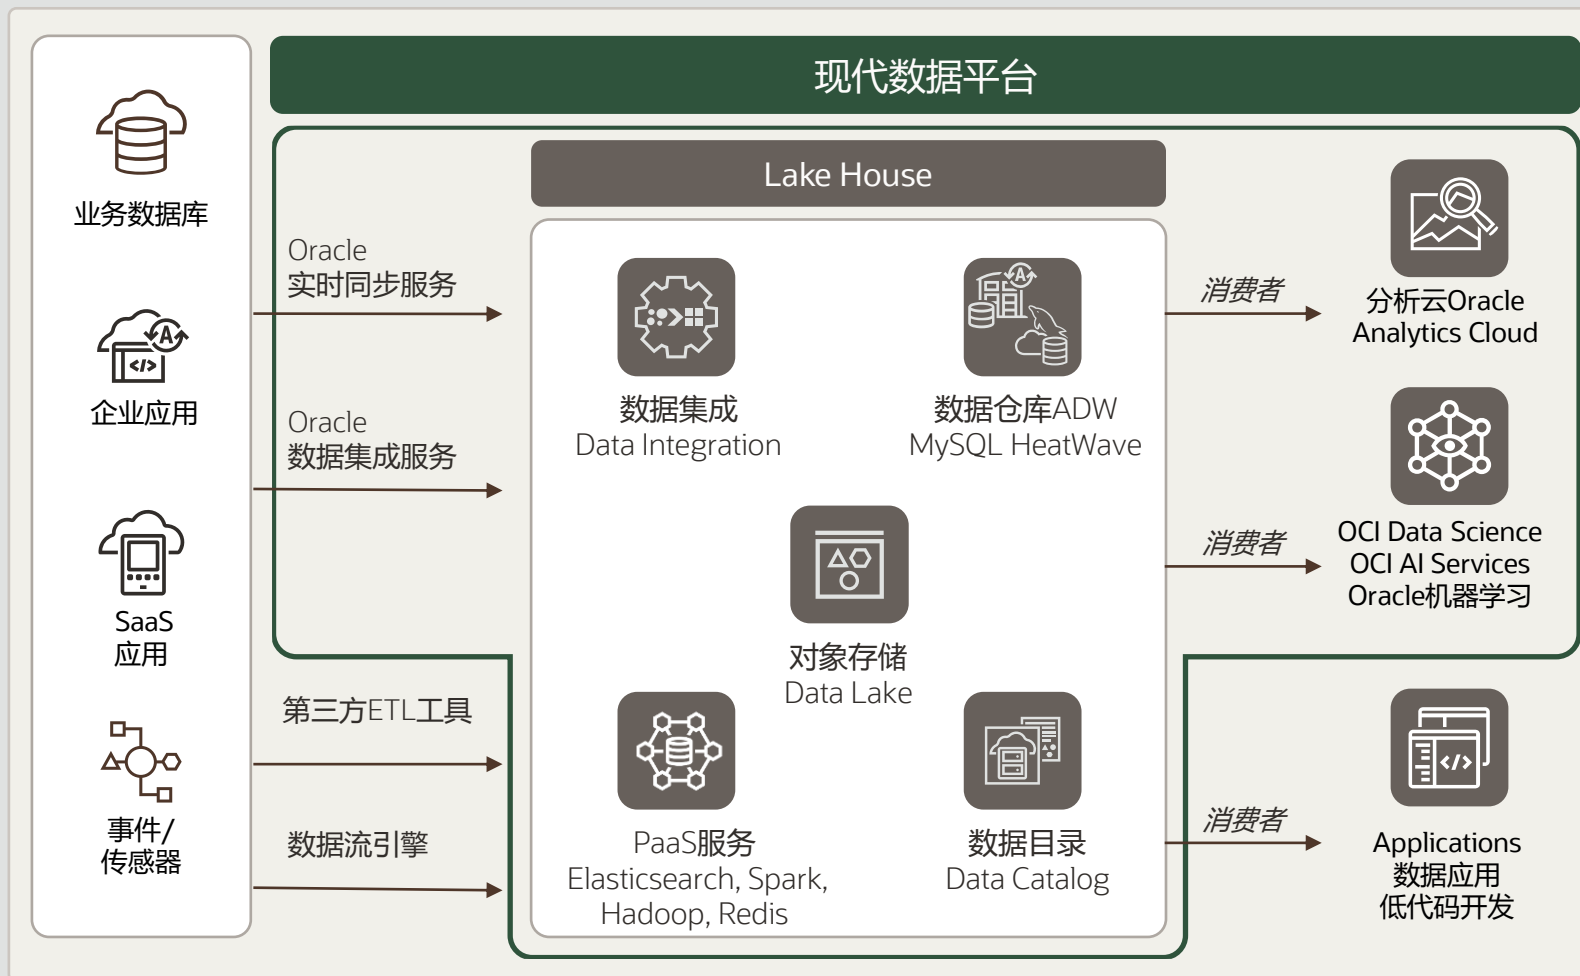 现代数据平台
业务数据库
企业应用
SaaS
应用
事件/
传感器
Oracle
实时同步服务
Oracle
数据集成服务
第三方ETL工具
数据流引擎
Lake House
数据集成
Data Integration
数据仓库ADW
MySQL HeatWave
对象存储
Data Lake
PaaS服务
Elasticsearch, Spark,
Hadoop, Redis
数据目录
Data Catalog
消费者
消费者
消费者
分析云Oracle
Analytics Cloud
OCI Data Science
OCI AI Services
Oracle机器学习
Applications
数据应用
低代码开发